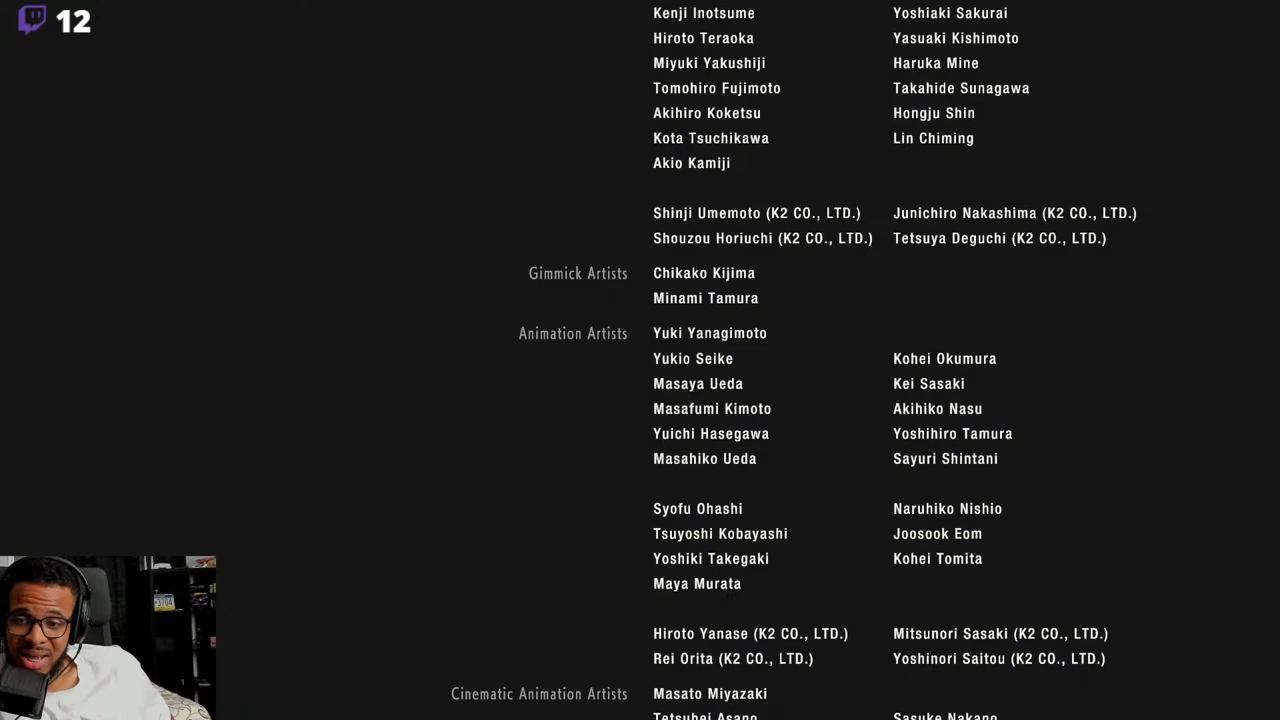 12
Kenji Inotsume Yoshiaki Sakurai
Hiroto Teraoka Yasuaki Kishimoto
Miyuki Yakushiji Haruka Mine
Tomohiro Fujimoto Takahide Sunagawa
Akihiro Koketsu Hongju Shin
Kota Tsuchikawa Lin Chiming
Akio Kamiji
Shinji Umemoto (K2 CO., LTD.) Junichiro Nakashima (K2 CO., LTD.)
Shouzou Horiuchi (K2 CO., LTD.) Tetsuya Deguchi (K2 CO., LTD.)
Gimmick Artists Chikako Kijima
Minami Tamura
Animation Artists Yuki Yanagimoto
Yukio Seike Kohei Okumura
Masaya Ueda Kei Sasaki
Masafumi Kimoto Akihiko Nasu
Yuichi Hasegawa Yoshihiro Tamura
Masahiko Ueda Sayuri Shintani
Syofu Ohashi Naruhiko Nishio
Tsuyoshi Kobayashi Joosook Eom
Yoshiki Takegaki Kohei Tomita
Maya Murata
Hiroto Yanase (K2 CO., LTD.) Mitsunori Sasaki (K2 CO., LTD.)
Rei Orita (K2 CO., LTD.) Yoshinori Saitou (K2 CO., LTD.)
Cinematic Animation Artists Masato Miyazaki
Tetsuhei Asano Sasuke Nakano